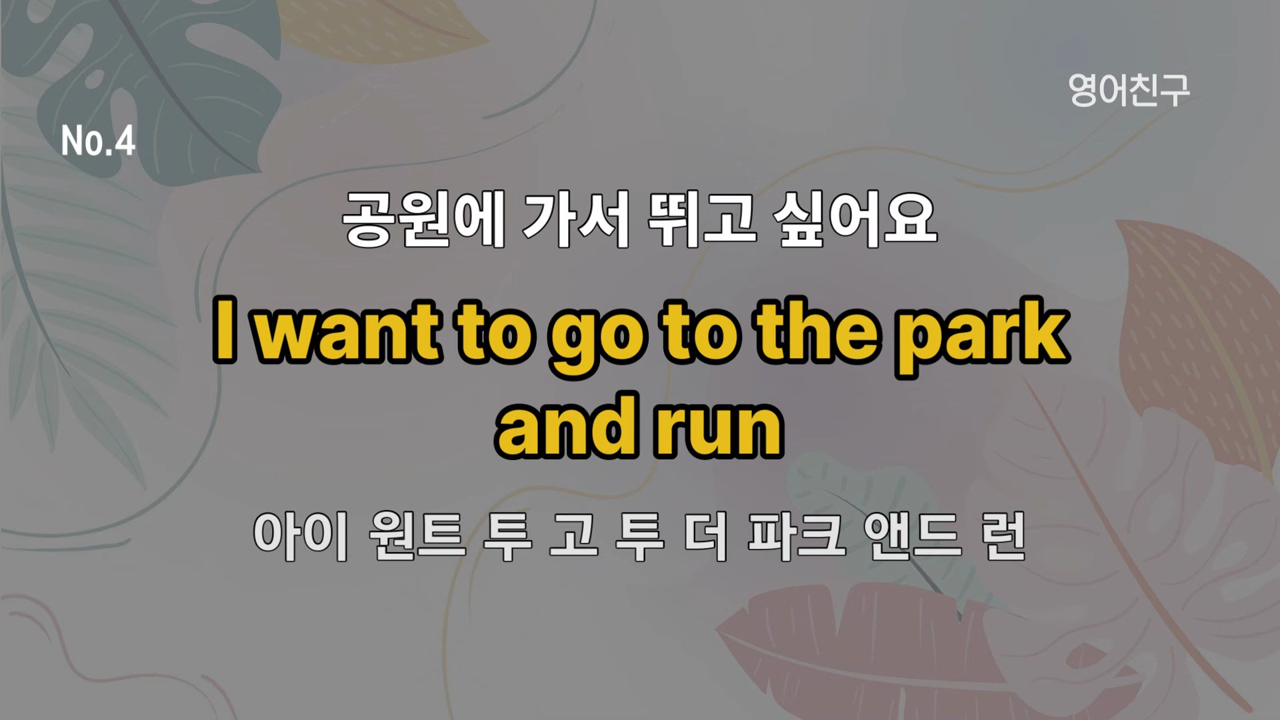 영어친구
No.4
공원에 가서 뛰고 싶어요
I want to go to the park
and run
아이 원트 투 고 투 더 파크 앤드 런